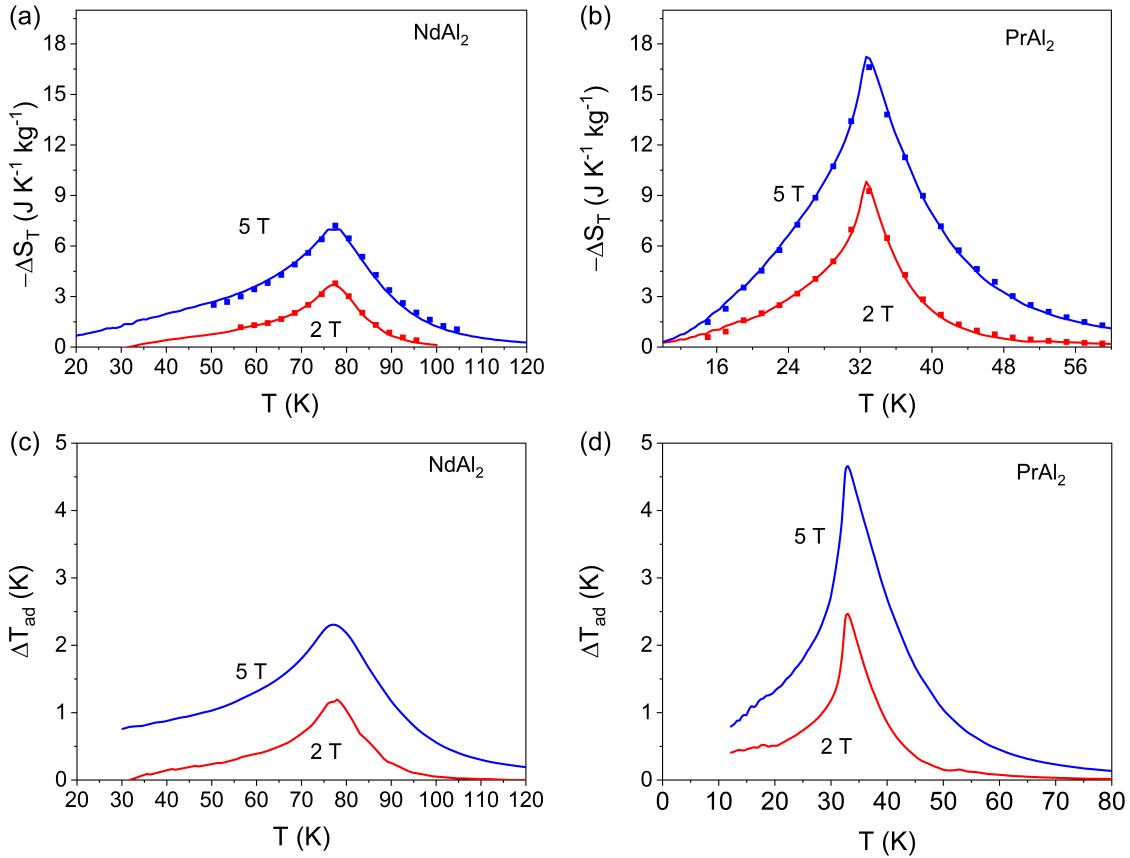 (a)
NdAl2
18
15
12
9
6
3
0
−ΔST (J K-1 kg-1)
5 T
2 T
20 30 40 50 60 70 80 90 100 110 120
T (K)
(b)
PrAl2
18
15
12
9
6
3
0
−ΔST (J K-1 kg-1)
5 T
2 T
16 24 32 40 48 56
T (K)
(c)
NdAl2
5
4
3
2
1
0
ΔTad (K)
5 T
2 T
20 30 40 50 60 70 80 90 100 110 120
T (K)
(d)
PrAl2
5
4
3
2
1
0
ΔTad (K)
5 T
2 T
0 10 20 30 40 50 60 70 80
T (K)